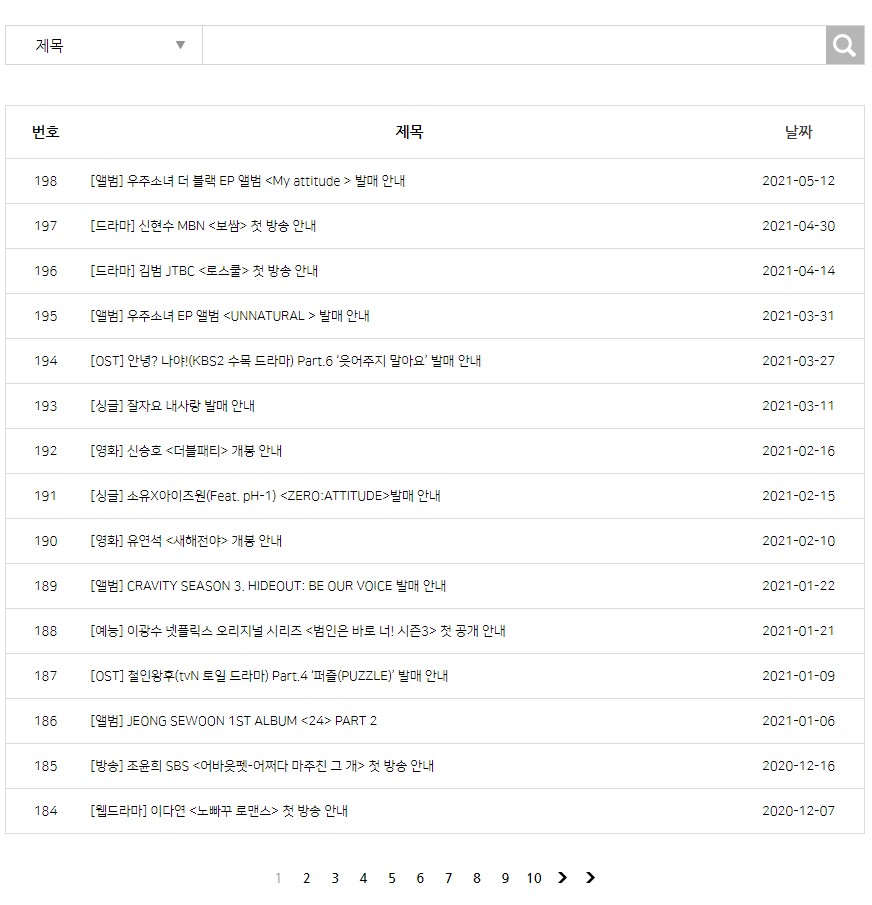 제목
번호 제목 날짜
198 [앨범] 우주소녀 더 블랙 EP 앨범 <My attitude > 발매 안내 2021-05-12
197 [드라마] 신현수 MBN <보쌈> 첫 방송 안내 2021-04-30
196 [드라마] 김범 JTBC <로스쿨> 첫 방송 안내 2021-04-14
195 [앨범] 우주소녀 EP 앨범 <UNNATURAL > 발매 안내 2021-03-31
194 [OST] 안녕? 나야!(KBS2 수목 드라마) Part.6 ‘웃어주지 말아요’ 발매 안내 2021-03-27
193 [싱글] 잘자요 내사랑 발매 안내 2021-03-11
192 [영화] 신승호 <더블패티> 개봉 안내 2021-02-16
191 [싱글] 소유X아이즈원(Feat. pH-1) <ZERO:ATTITUDE>발매 안내 2021-02-15
190 [영화] 유연석 <새해전야> 개봉 안내 2021-02-10
189 [앨범] CRAVITY SEASON 3. HIDEOUT: BE OUR VOICE 발매 안내 2021-01-22
188 [예능] 이광수 넷플릭스 오리지널 시리즈 <범인은 바로 너! 시즌3> 첫 공개 안내 2021-01-21
187 [OST] 철인왕후(tvN 토일 드라마) Part.4 ‘퍼즐(PUZZLE)’ 발매 안내 2021-01-09
186 [앨범] JEONG SEWOON 1ST ALBUM <24> PART 2 2021-01-06
185 [방송] 조윤희 SBS <어바웃펫-어쩌다 마주친 그 개> 첫 방송 안내 2020-12-16
184 [웹드라마] 이다연 <노빠꾸 로맨스> 첫 방송 안내 2020-12-07
1 2 3 4 5 6 7 8 9 10